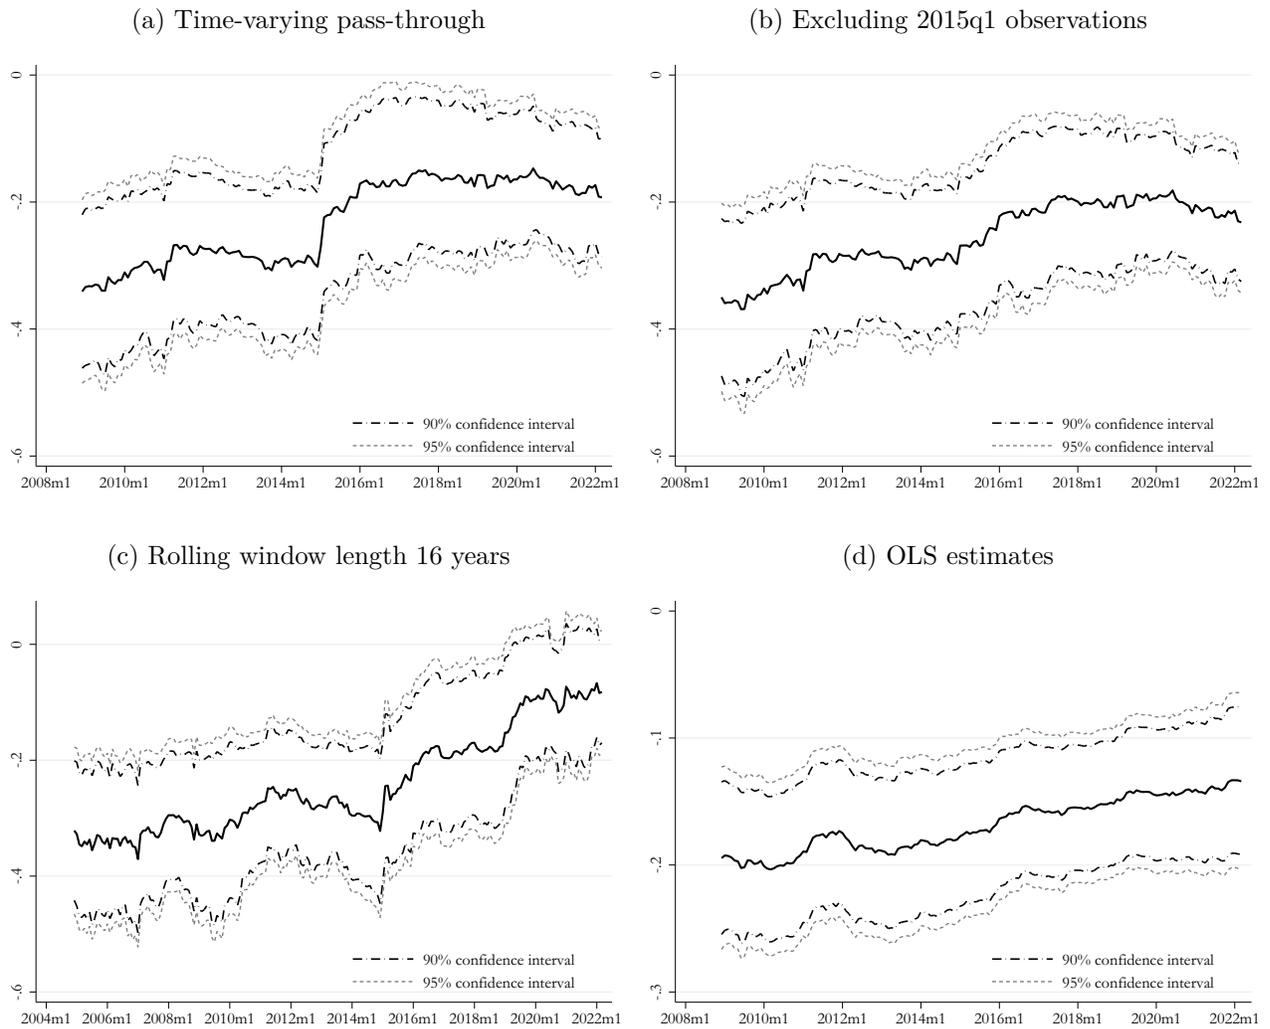 (a) Time-varying pass-through
0
-.2
-.4
-.6
90% confidence interval
95% confidence interval
2008m1 2010m1 2012m1 2014m1 2016m1 2018m1 2020m1 2022m1
(b) Excluding 2015q1 observations
0
-.2
-.4
-.6
90% confidence interval
95% confidence interval
2008m1 2010m1 2012m1 2014m1 2016m1 2018m1 2020m1 2022m1
(c) Rolling window length 16 years
0
-.2
-.4
-.6
90% confidence interval
95% confidence interval
2004m1 2006m1 2008m1 2010m1 2012m1 2014m1 2016m1 2018m1 2020m1 2022m1
(d) OLS estimates
0
-.1
-.2
-.3
90% confidence interval
95% confidence interval
2008m1 2010m1 2012m1 2014m1 2016m1 2018m1 2020m1 2022m1